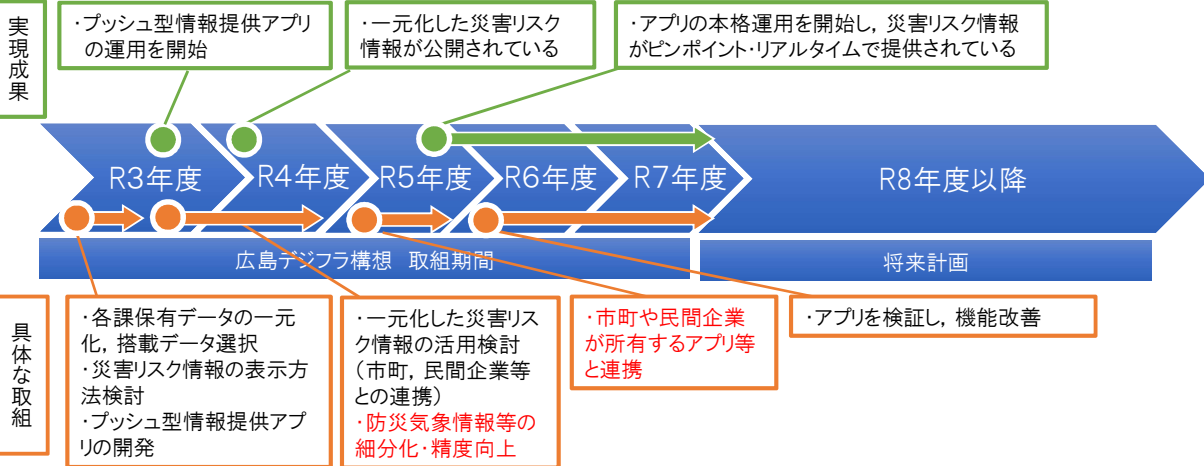 実現成果
・プッシュ型情報提供アプリ
の運用を開始
・一元化した災害リスク
情報が公開されている
・アプリの本格運用を開始し，災害リスク情報
がピンポイント・リアルタイムで提供されている
R3年度
R4年度
R5年度
R6年度
R7年度
R8年度以降
広島デジフラ構想　取組期間
将来計画
具体な取組
・各課保有データの一元
化，搭載データ選択
・災害リスク情報の表示方
法検討
・プッシュ型情報提供アプ
リの開発
・一元化した災害リス
ク情報の活用検討
（市町，民間企業等
との連携）
・防災気象情報等の
細分化・精度向上
・市町や民間企業
が所有するアプリ等
と連携
・アプリを検証し，機能改善